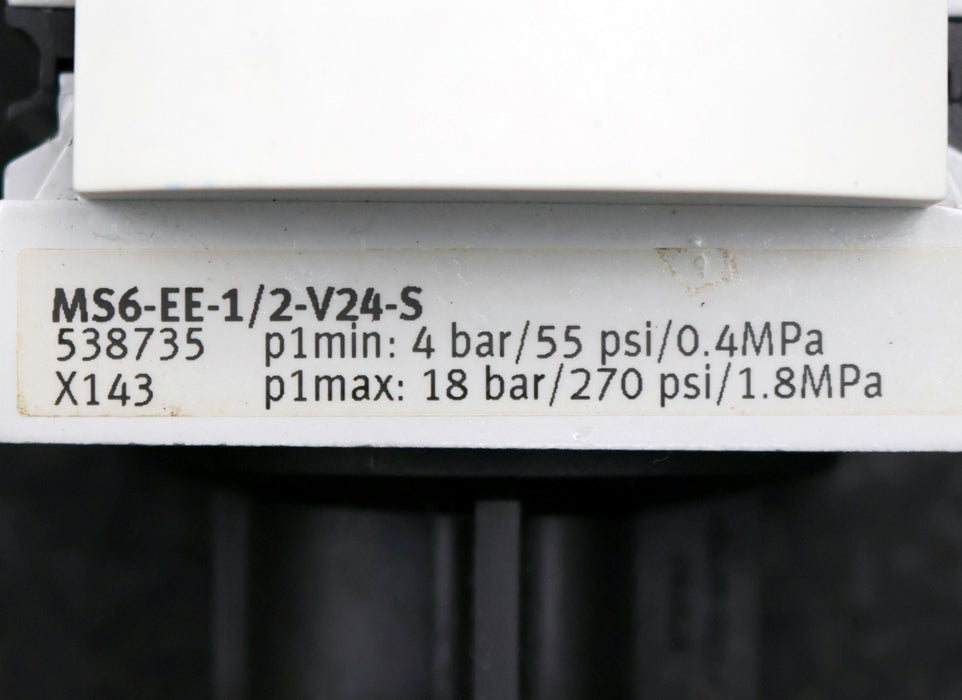 MS6-EE-1/2-V24-S
538735 p1min: 4 bar/55 psi/0.4MPa
X143 p1max: 18 bar/270 psi/1.8MPa